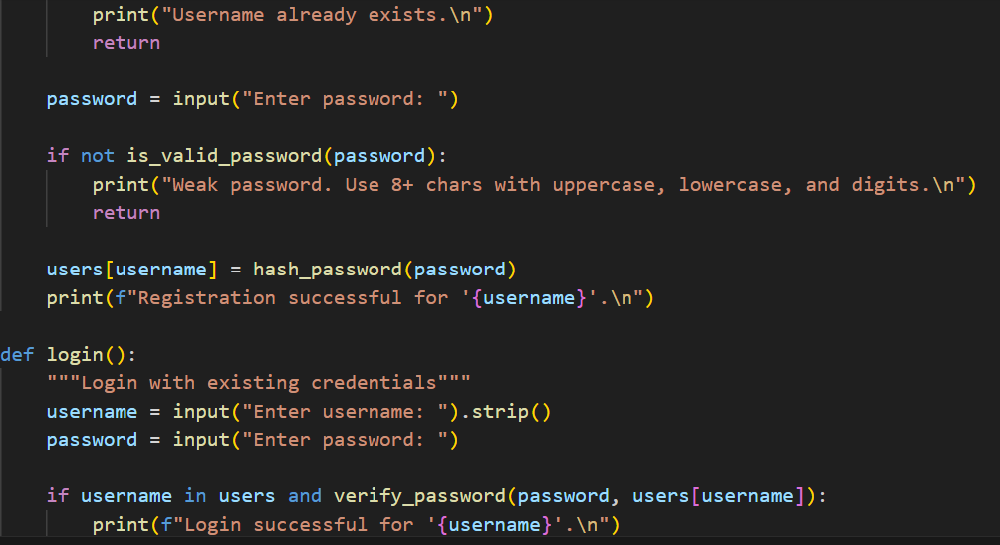 print("Username already exists.\n")
        return

    password = input("Enter password: ")

    if not is_valid_password(password):
        print("Weak password. Use 8+ chars with uppercase, lowercase, and digits.\n")
        return

    users[username] = hash_password(password)
    print(f"Registration successful for '{username}'.\n")

def login():
    """Login with existing credentials"""
    username = input("Enter username: ").strip()
    password = input("Enter password: ")

    if username in users and verify_password(password, users[username]):
        print(f"Login successful for '{username}'.\n")